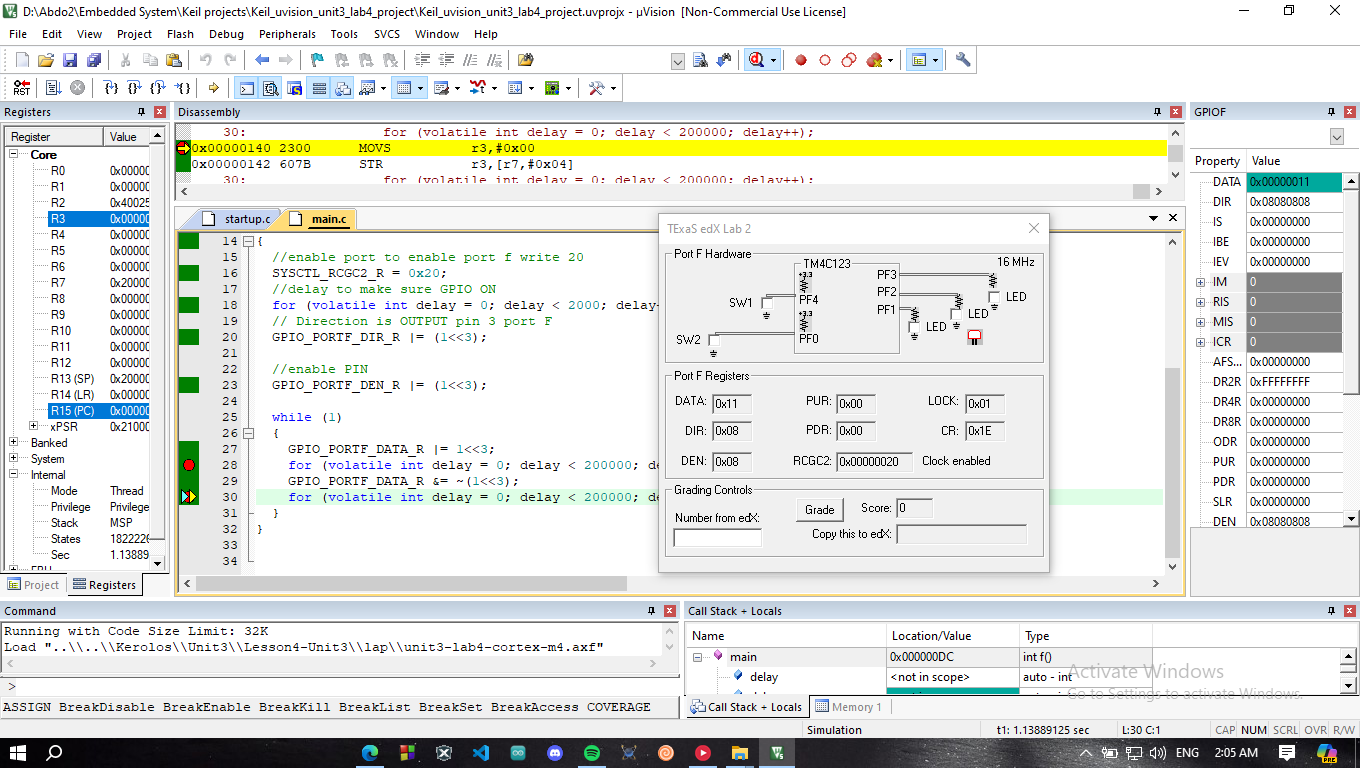 D:\Abdo2\Embedded System\Keil projects\Keil_uvision_unit3_lab4_project\Keil_uvision_unit3_lab4_project.uvprojx - µVision [Non-Commercial Use License]
File Edit View Project Flash Debug Peripherals Tools SVCS Window Help
Registers
Register Value
Core
R0 0x00000
R1 0x00000
R2 0x40025
R3 0x00000
R4 0x00000
R5 0x00000
R6 0x00000
R7 0x20000
R8 0x00000
R9 0x00000
R10 0x00000
R11 0x00000
R12 0x00000
R13 (SP) 0x20000
R14 (LR) 0x00000
R15 (PC) 0x00000
xPSR 0x21000
Banked
System
Internal
Mode Thread
Privilege Privilege
Stack MSP
States 1822226
Sec 1.13889
Project Registers
Disassembly
30: for (volatile int delay = 0; delay < 200000; delay++);
0x00000140 2300 MOVS r3,#0x00
0x00000142 607B STR r3,[r7,#0x04]
30: for (volatile int delay = 0; delay < 200000; delay++);
startup.c main.c
14 {
15 //enable port to enable port f write 20
16 SYSCTL_RCGC2_R = 0x20;
17 //delay to make sure GPIO ON
18 for (volatile int delay = 0; delay < 2000; delay
19 // Direction is OUTPUT pin 3 port F
20 GPIO_PORTF_DIR_R |= (1<<3);
21
22 //enable PIN
23 GPIO_PORTF_DEN_R |= (1<<3);
24
25 while (1)
26 {
27 GPIO_PORTF_DATA_R |= 1<<3;
28 for (volatile int delay = 0; delay < 200000; de
29 GPIO_PORTF_DATA_R &= ~(1<<3);
30 for (volatile int delay = 0; delay < 200000; de
31 }
32 }
33
34
TExaS edX Lab 2
Port F Hardware
TM4C123 16 MHz
+3.3
PF3
PF2
PF1
SW1 PF4
+3.3
SW2 PF0
LED
LED
LED
Port F Registers
DATA: 0x11 PUR: 0x00 LOCK: 0x01
DIR: 0x08 PDR: 0x00 CR: 0x1E
DEN: 0x08 RCGC2: 0x00000020 Clock enabled
Grading Controls
Number from edX: Grade Score: 0
Copy this to edX:
GPIOF
Property Value
DATA 0x00000011
DIR 0x08080808
IS 0x00000000
IBE 0x00000000
IEV 0x00000000
IM 0
RIS 0
MIS 0
ICR 0
AFS... 0x00000000
DR2R 0xFFFFFFFF
DR4R 0x00000000
DR8R 0x00000000
ODR 0x00000000
PUR 0x00000000
PDR 0x00000000
SLR 0x00000000
DEN 0x08080808
Command
Running with Code Size Limit: 32K
Load "..\\..\\Kerolos\\Unit3\\Lesson4-Unit3\\lap\\unit3-lab4-cortex-m4.axf"
>
ASSIGN BreakDisable BreakEnable BreakKill BreakList BreakSet BreakAccess COVERAGE
Call Stack + Locals
Name Location/Value Type
main 0x000000DC int f()
delay <not in scope> auto - int
Call Stack + Locals Memory 1
Activate Windows
Go to Settings to activate Windows.
Simulation t1: 1.13889125 sec L:30 C:1 CAP NUM SCRL OVR R/W
ENG 2:05 AM